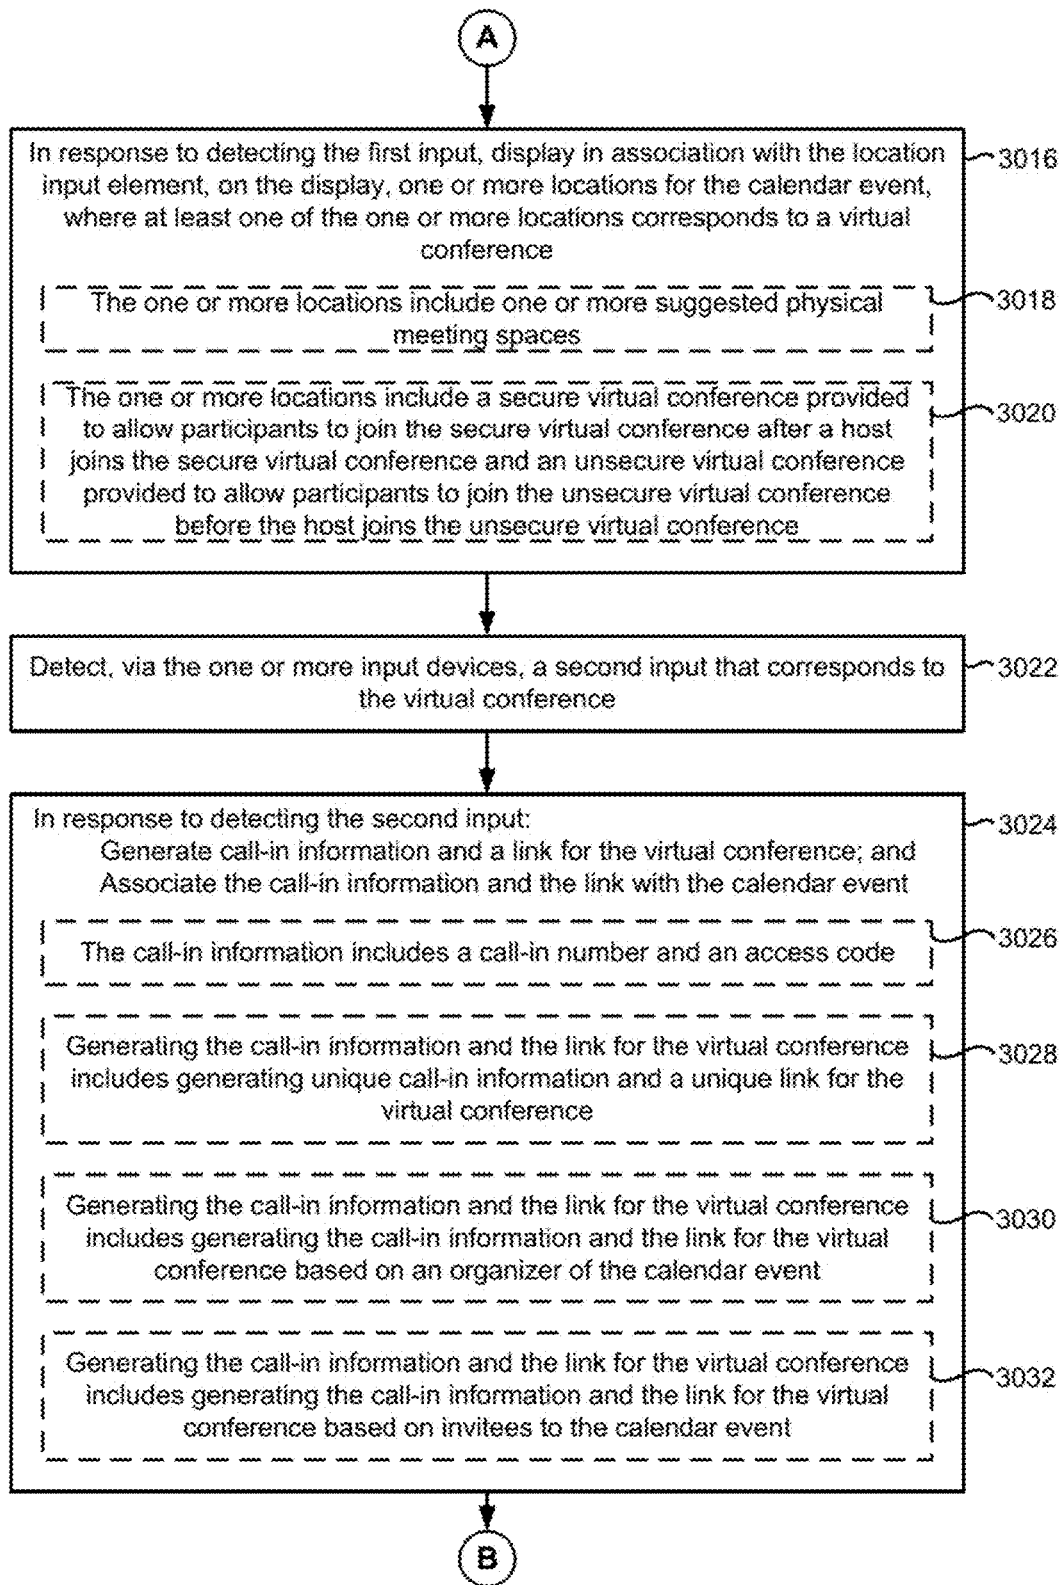 A
In response to detecting the first input, display in association with the location
input element, on the display, one or more locations for the calendar event,
where at least one of the one or more locations corresponds to a virtual
conference
3016
The one or more locations include one or more suggested physical
meeting spaces
3018
The one or more locations include a secure virtual conference provided
to allow participants to join the secure virtual conference after a host
joins the secure virtual conference and an unsecure virtual conference
provided to allow participants to join the unsecure virtual conference
before the host joins the unsecure virtual conference
3020
Detect, via the one or more input devices, a second input that corresponds to
the virtual conference
3022
In response to detecting the second input:
Generate call-in information and a link for the virtual conference; and
Associate the call-in information and the link with the calendar event
3024
The call-in information includes a call-in number and an access code
3026
Generating the call-in information and the link for the virtual conference
includes generating unique call-in information and a unique link for the
virtual conference
3028
Generating the call-in information and the link for the virtual conference
includes generating the call-in information and the link for the virtual
conference based on an organizer of the calendar event
3030
Generating the call-in information and the link for the virtual conference
includes generating the call-in information and the link for the virtual
conference based on invitees to the calendar event
3032
B